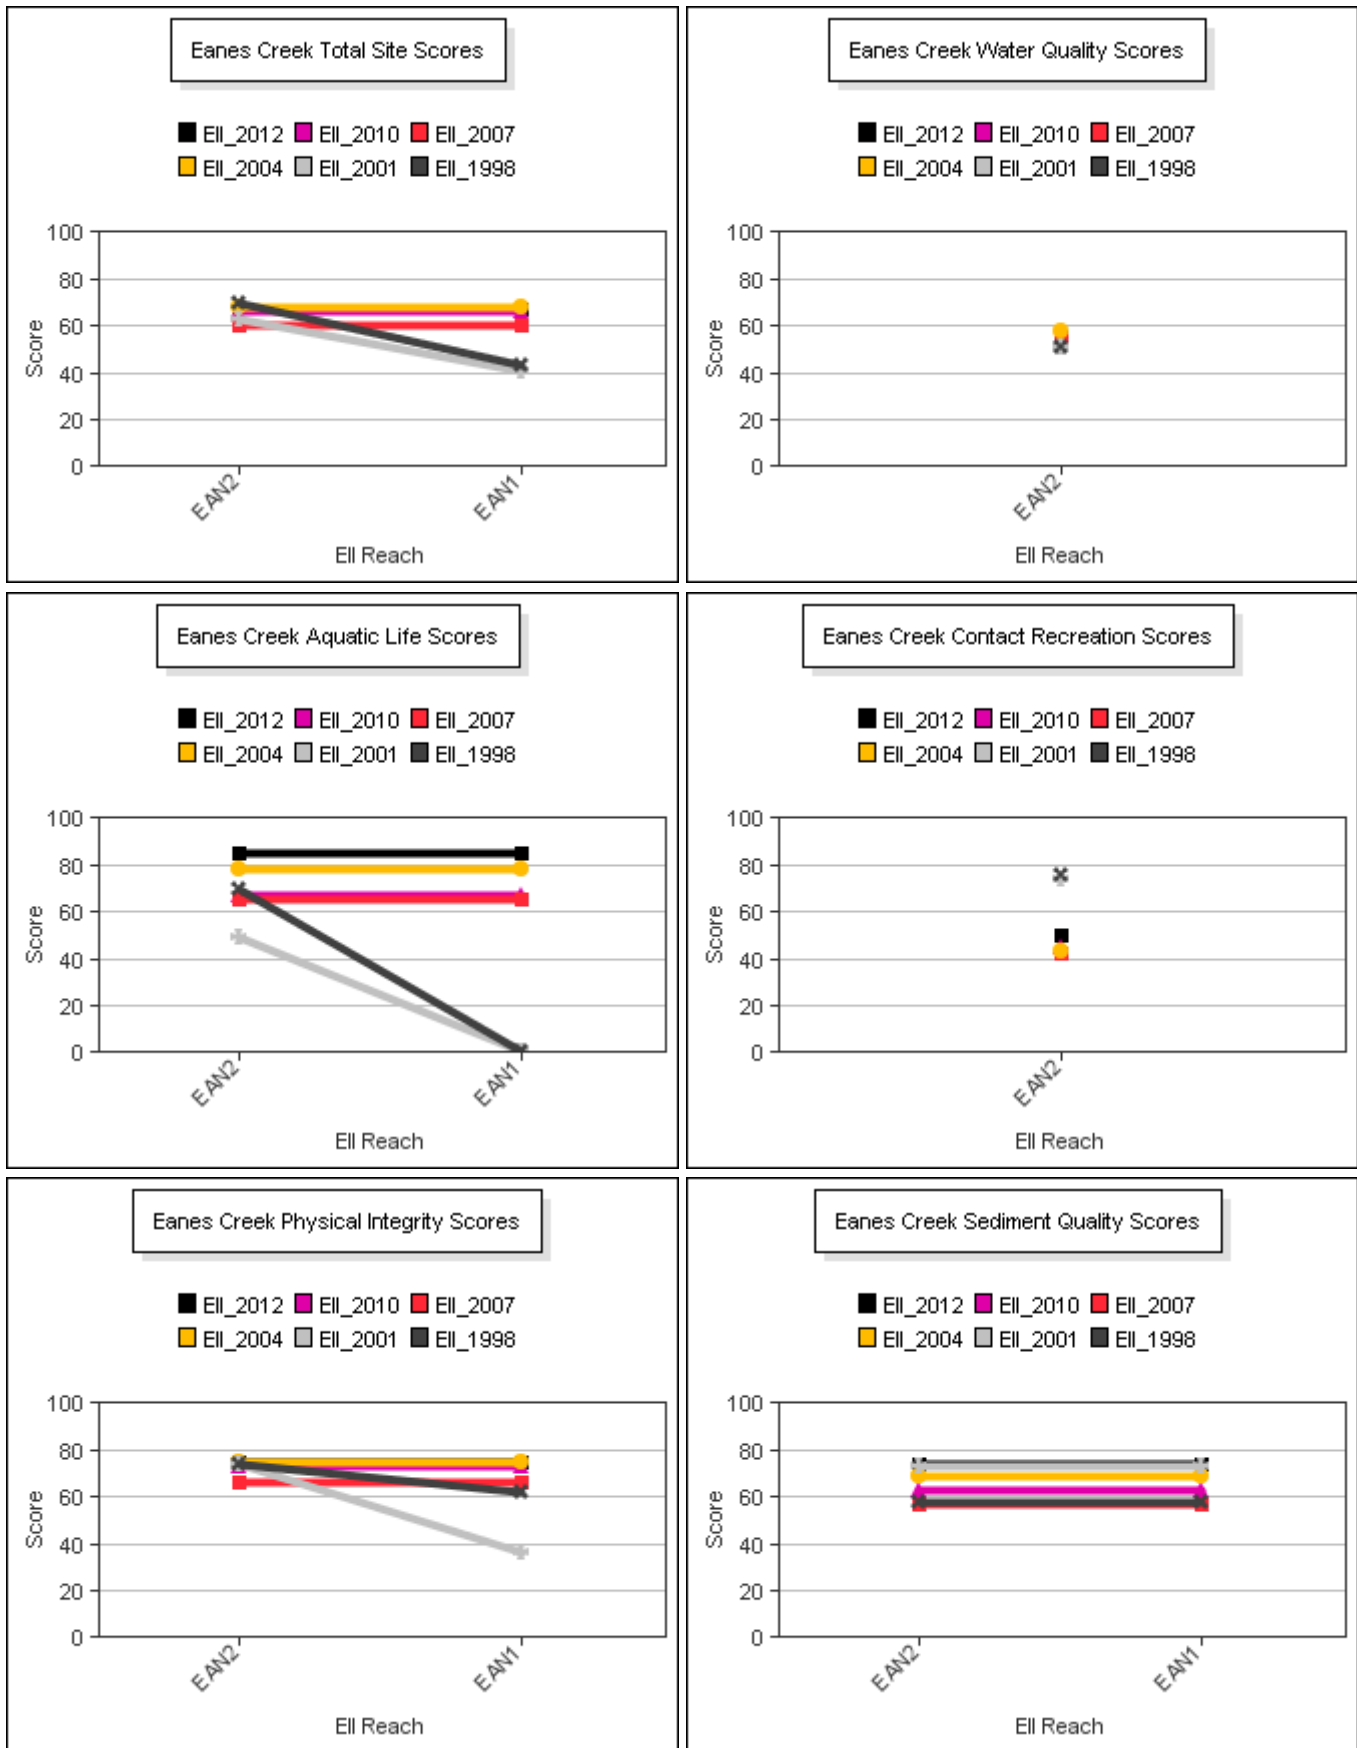 Eanes Creek Total Site Scores
EII_2012 EII_2010 EII_2007
EII_2004 EII_2001 EII_1998
100
80
60
40
20
0
Score
EAN2 EAN1
EII Reach
Eanes Creek Water Quality Scores
EII_2012 EII_2010 EII_2007
EII_2004 EII_2001 EII_1998
100
80
60
40
20
0
Score
EAN2
EII Reach
Eanes Creek Aquatic Life Scores
EII_2012 EII_2010 EII_2007
EII_2004 EII_2001 EII_1998
100
80
60
40
20
0
Score
EAN2 EAN1
EII Reach
Eanes Creek Contact Recreation Scores
EII_2012 EII_2010 EII_2007
EII_2004 EII_2001 EII_1998
100
80
60
40
20
0
Score
EAN2
EII Reach
Eanes Creek Physical Integrity Scores
EII_2012 EII_2010 EII_2007
EII_2004 EII_2001 EII_1998
100
80
60
40
20
0
Score
EAN2 EAN1
EII Reach
Eanes Creek Sediment Quality Scores
EII_2012 EII_2010 EII_2007
EII_2004 EII_2001 EII_1998
100
80
60
40
20
0
Score
EAN2 EAN1
EII Reach